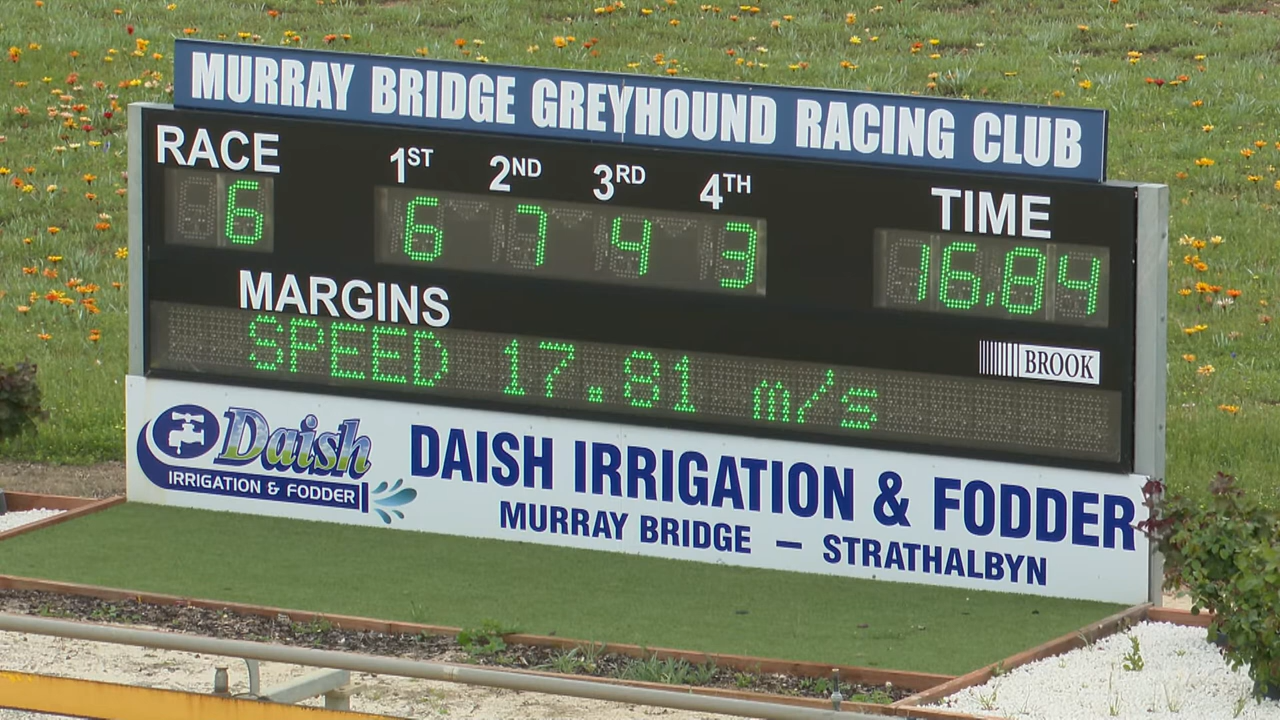 MURRAY BRIDGE GREYHOUND RACING CLUB
RACE 1ST 2ND 3RD 4TH TIME
6 6 7 4 3 16.84
MARGINS
SPEED 17.81 m/s
BROOK
Daish
IRRIGATION & FODDER
DAISH IRRIGATION & FODDER
MURRAY BRIDGE – STRATHALBYN